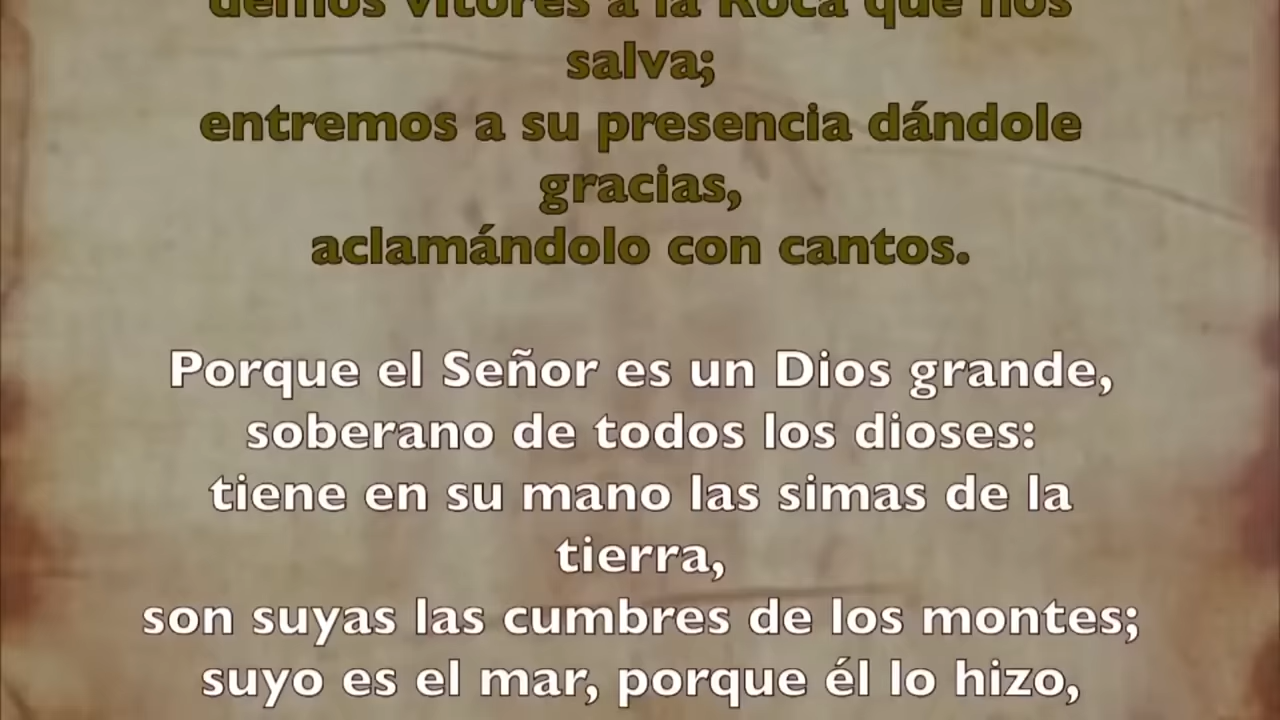 demos vítores a la Roca que nos
salva;
entremos a su presencia dándole
gracias,
aclamándolo con cantos.
Porque el Señor es un Dios grande,
soberano de todos los dioses:
tiene en su mano las simas de la
tierra,
son suyas las cumbres de los montes;
suyo es el mar, porque él lo hizo,